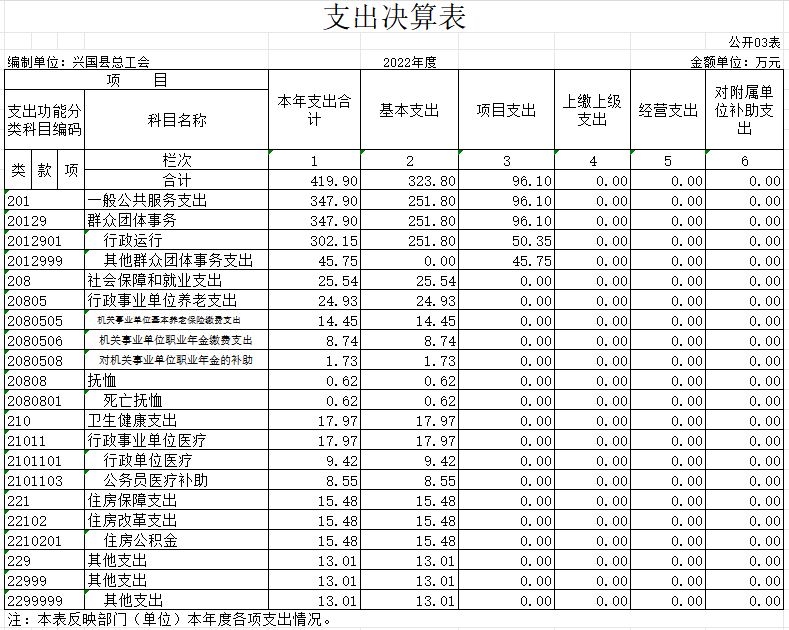 支出决算表
公开03表
编制单位：兴国县总工会 2022年度 金额单位：万元
项 目 本年支出合计 基本支出 项目支出 上缴上级支出 经营支出 对附属单位补助支出
支出功能分类科目编码 科目名称
类 款 项 栏次 1 2 3 4 5 6
合计 419.90 323.80 96.10 0.00 0.00 0.00
201 一般公共服务支出 347.90 251.80 96.10 0.00 0.00 0.00
20129 群众团体事务 347.90 251.80 96.10 0.00 0.00 0.00
2012901 行政运行 302.15 251.80 50.35 0.00 0.00 0.00
2012999 其他群众团体事务支出 45.75 0.00 45.75 0.00 0.00 0.00
208 社会保障和就业支出 25.54 25.54 0.00 0.00 0.00 0.00
20805 行政事业单位养老支出 24.93 24.93 0.00 0.00 0.00 0.00
2080505 机关事业单位基本养老保险缴费支出 14.45 14.45 0.00 0.00 0.00 0.00
2080506 机关事业单位职业年金缴费支出 8.74 8.74 0.00 0.00 0.00 0.00
2080508 对机关事业单位职业年金的补助 1.73 1.73 0.00 0.00 0.00 0.00
20808 抚恤 0.62 0.62 0.00 0.00 0.00 0.00
2080801 死亡抚恤 0.62 0.62 0.00 0.00 0.00 0.00
210 卫生健康支出 17.97 17.97 0.00 0.00 0.00 0.00
21011 行政事业单位医疗 17.97 17.97 0.00 0.00 0.00 0.00
2101101 行政单位医疗 9.42 9.42 0.00 0.00 0.00 0.00
2101103 公务员医疗补助 8.55 8.55 0.00 0.00 0.00 0.00
221 住房保障支出 15.48 15.48 0.00 0.00 0.00 0.00
22102 住房改革支出 15.48 15.48 0.00 0.00 0.00 0.00
2210201 住房公积金 15.48 15.48 0.00 0.00 0.00 0.00
229 其他支出 13.01 13.01 0.00 0.00 0.00 0.00
22999 其他支出 13.01 13.01 0.00 0.00 0.00 0.00
2299999 其他支出 13.01 13.01 0.00 0.00 0.00 0.00
注：本表反映部门（单位）本年度各项支出情况。